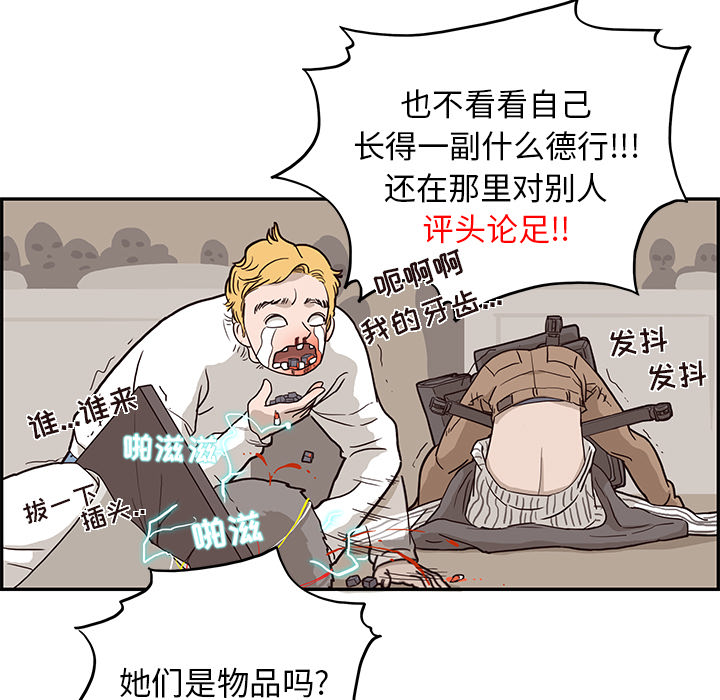 也不看看自己
长得一副什么德行!!!
还在那里对别人
评头论足!!
呃啊啊
我的牙齿...
发抖
发抖
谁...谁来
啪滋滋
拔一下
插头..
啪滋
她们是物品吗?